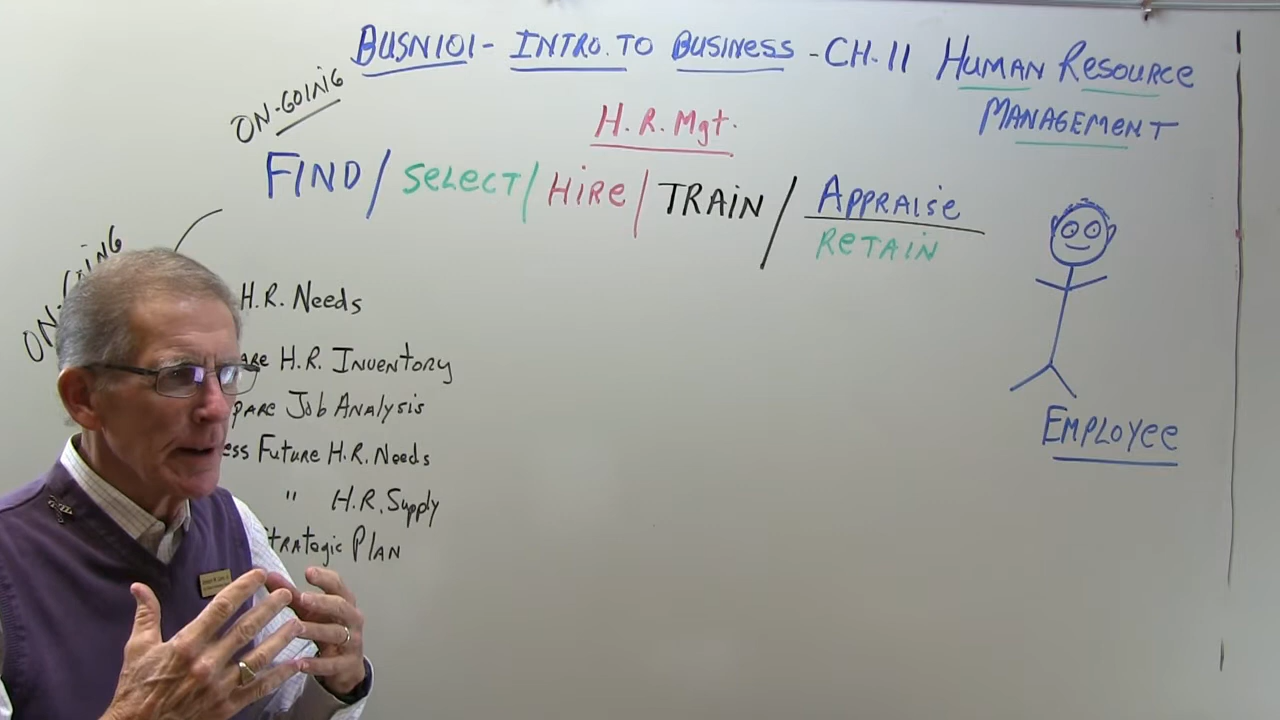 BUSN101 - INTRO. TO BUSINESS - CH. 11 HUMAN RESOURCE
MANAGEMENT
ON-GOING
H.R. Mgt.
FIND / SELECT / HIRE / TRAIN / APPRAISE
RETAIN
H.R. NEEDS
H.R. INVENTORY
JOB ANALYSIS
FUTURE H.R. NEEDS
" H.R. Supply
STRATEGIC PLAN
EMPLOYEE